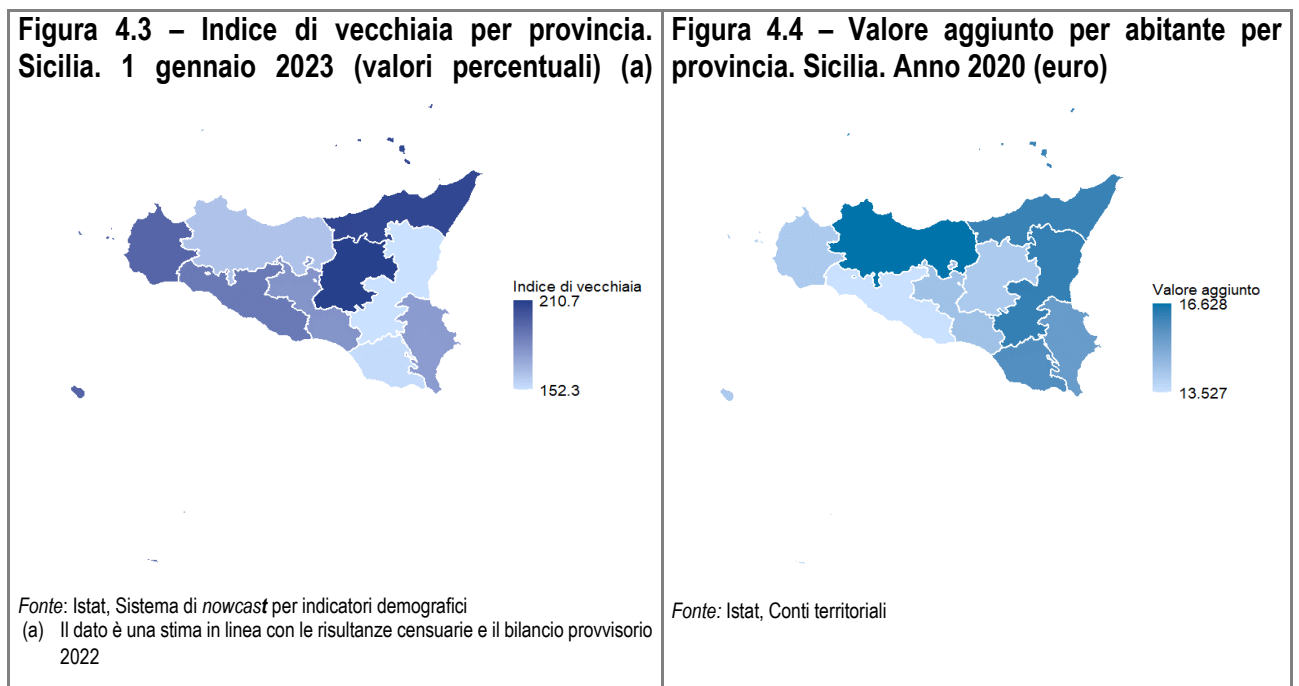 Figura 4.3 – Indice di vecchiaia per provincia.
Sicilia. 1 gennaio 2023 (valori percentuali) (a)
Indice di vecchiaia
210.7
152.3
Fonte: Istat, Sistema di nowcast per indicatori demografici
(a) Il dato è una stima in linea con le risultanze censuarie e il bilancio provvisorio
2022
Figura 4.4 – Valore aggiunto per abitante per
provincia. Sicilia. Anno 2020 (euro)
Valore aggiunto
16.628
13.527
Fonte: Istat, Conti territoriali